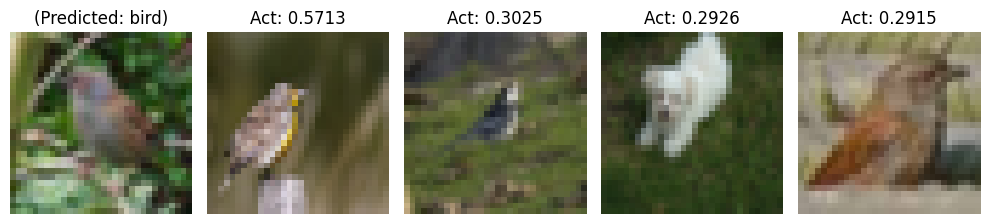 (Predicted: bird)
Act: 0.5713
Act: 0.3025
Act: 0.2926
Act: 0.2915